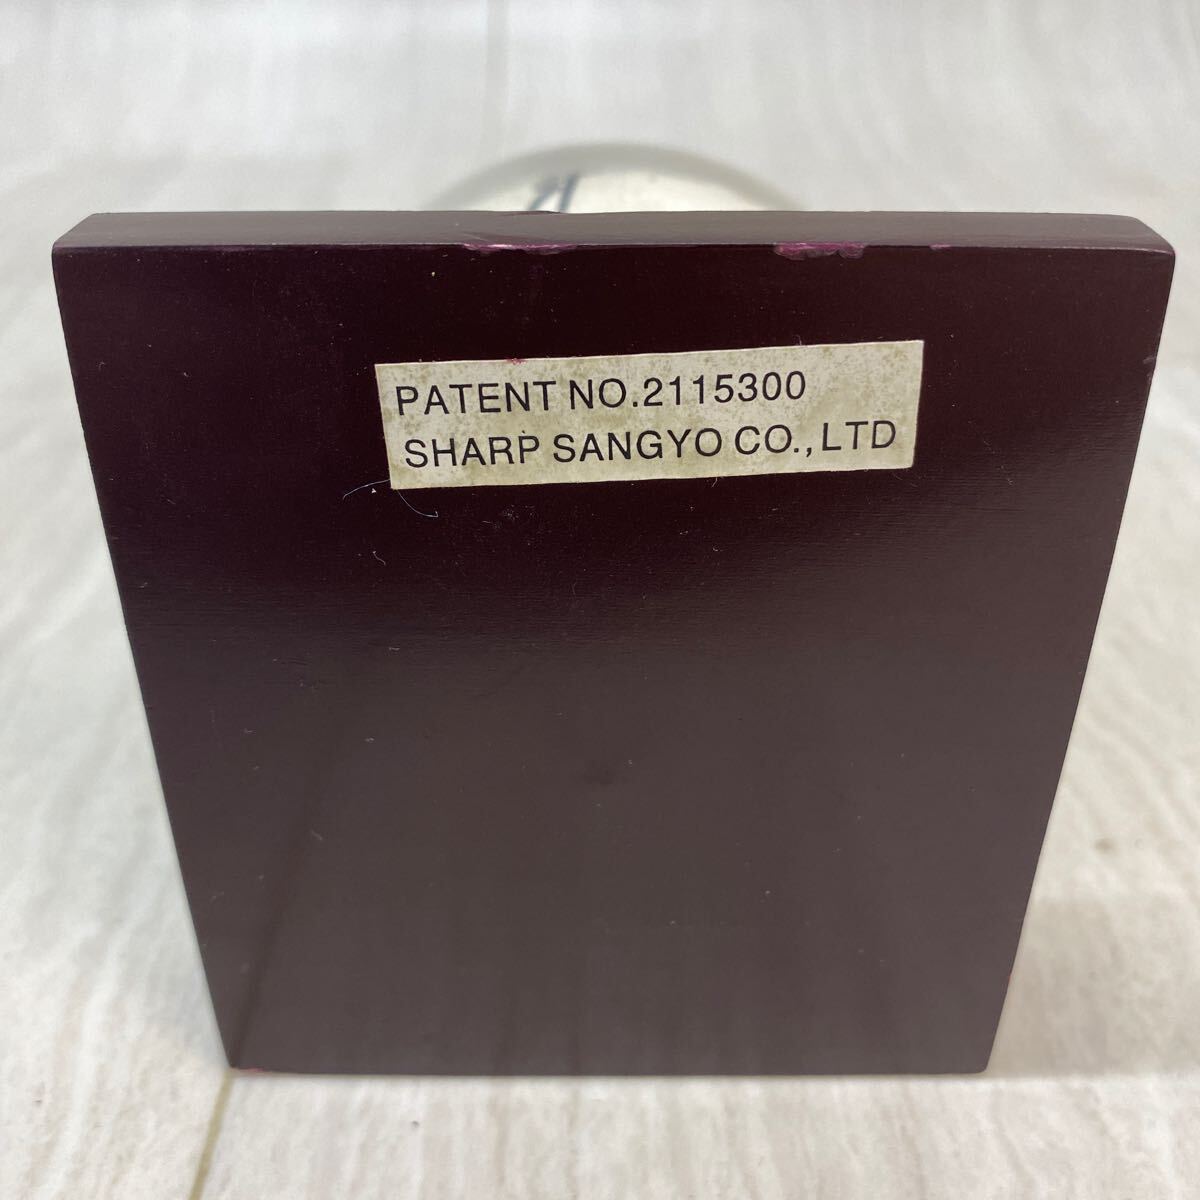 PATENT NO.2115300
SHARP SANGYO CO., LTD